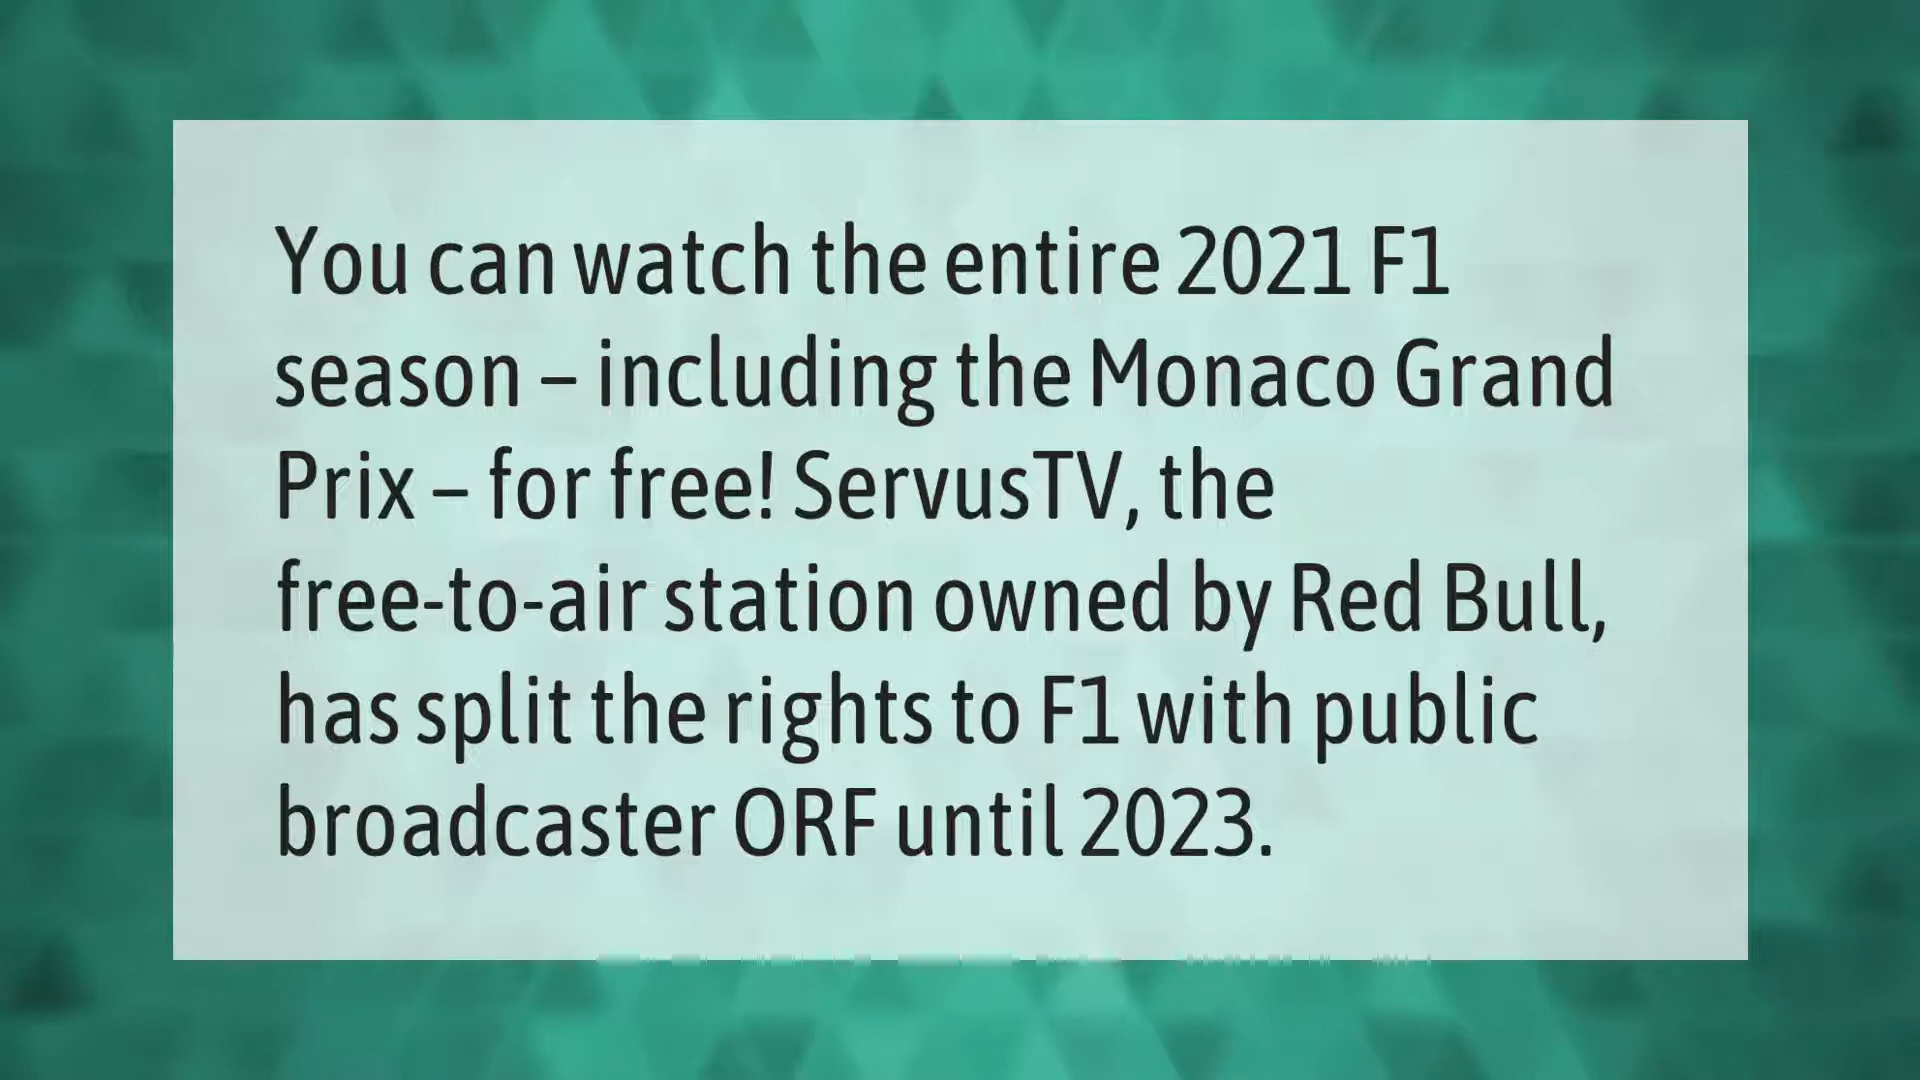 You can watch the entire 2021 F1
season – including the Monaco Grand
Prix – for free! ServusTV, the
free-to-air station owned by Red Bull,
has split the rights to F1 with public
broadcaster ORF until 2023.